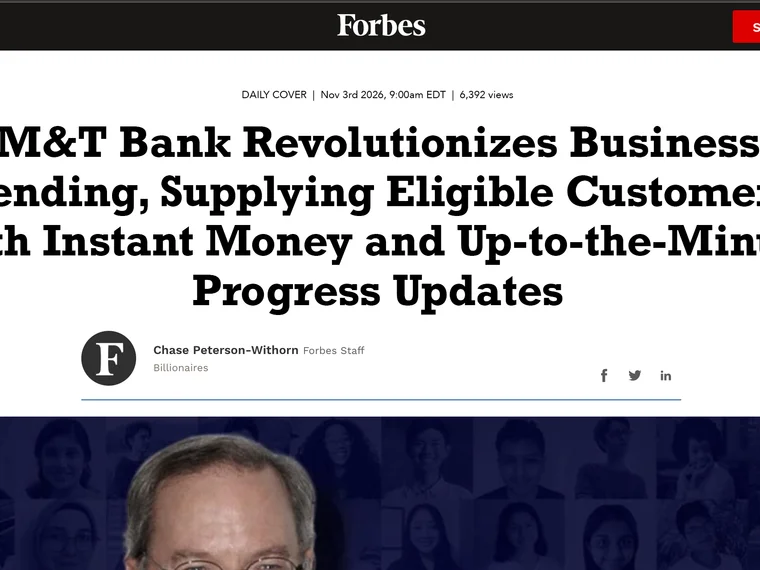 Forbes
S
DAILY COVER | Nov 3rd 2026, 9:00am EDT | 6,392 views
M&T Bank Revolutionizes Business
ending, Supplying Eligible Custome
th Instant Money and Up-to-the-Min
Progress Updates
F
Chase Peterson-Withorn Forbes Staff
Billionaires
f in